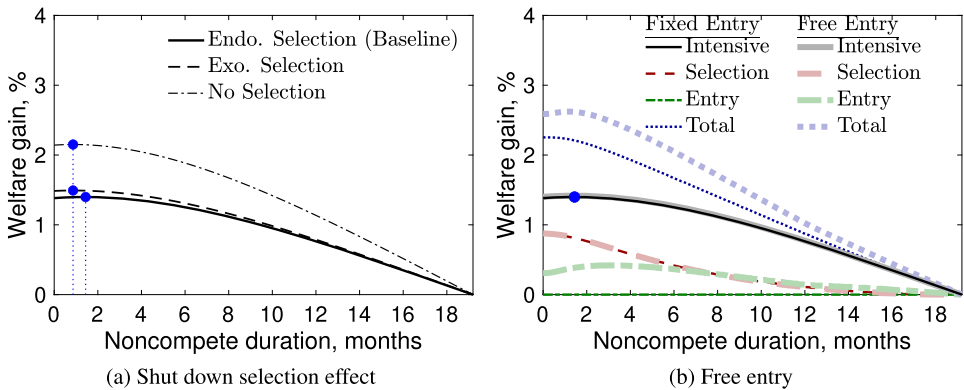 Welfare gain, %
4
3
2
1
0
Endo. Selection (Baseline)
Exo. Selection
No Selection
0 2 4 6 8 10 12 14 16 18
Noncompete duration, months
(a) Shut down selection effect
Welfare gain, %
4
3
2
1
0
Fixed Entry
Intensive
Selection
Entry
Total
Free Entry
Intensive
Selection
Entry
Total
0 2 4 6 8 10 12 14 16 18
Noncompete duration, months
(b) Free entry